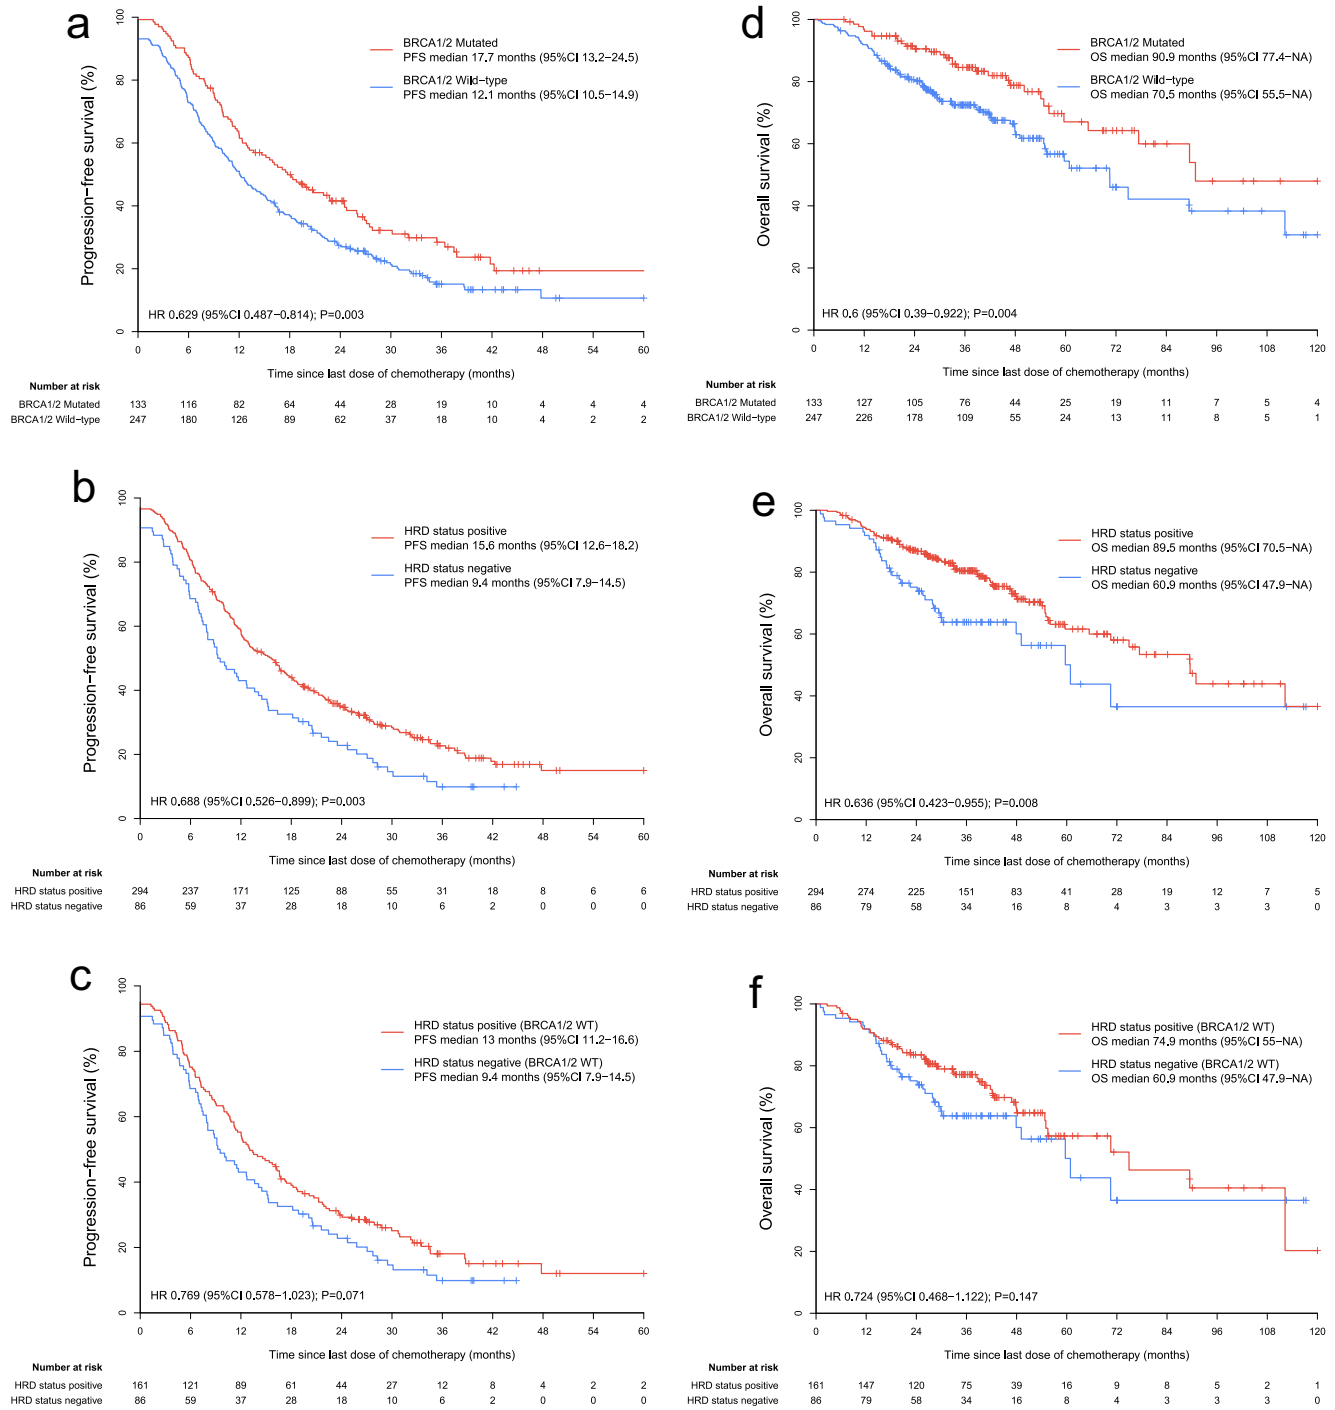 a
Progression−free survival (%)
100
80
60
40
20
0
BRCA1/2 Mutated
PFS median 17.7 months (95%CI 13.2−24.5)
BRCA1/2 Wild−type
PFS median 12.1 months (95%CI 10.5−14.9)
HR 0.629 (95%CI 0.487−0.814); P=0.003
0 6 12 18 24 30 36 42 48 54 60
Time since last dose of chemotherapy (months)
Number at risk
BRCA1/2 Mutated 133 116 82 64 44 28 19 10 4 4 4
BRCA1/2 Wild−type 247 180 126 89 62 37 18 10 4 2 2
d
Overall survival (%)
100
80
60
40
20
0
BRCA1/2 Mutated
OS median 90.9 months (95%CI 77.4−NA)
BRCA1/2 Wild−type
OS median 70.5 months (95%CI 55.5−NA)
HR 0.6 (95%CI 0.39−0.922); P=0.004
0 12 24 36 48 60 72 84 96 108 120
Time since last dose of chemotherapy (months)
Number at risk
BRCA1/2 Mutated 133 127 105 76 44 25 19 11 7 5 4
BRCA1/2 Wild−type 247 226 178 109 55 24 13 11 8 5 1
b
Progression−free survival (%)
100
80
60
40
20
0
HRD status positive
PFS median 15.6 months (95%CI 12.6−18.2)
HRD status negative
PFS median 9.4 months (95%CI 7.9−14.5)
HR 0.688 (95%CI 0.526−0.899); P=0.003
0 6 12 18 24 30 36 42 48 54 60
Time since last dose of chemotherapy (months)
Number at risk
HRD status positive 294 237 171 125 88 55 31 18 8 6 6
HRD status negative 86 59 37 28 18 10 6 2 0 0 0
e
Overall survival (%)
100
80
60
40
20
0
HRD status positive
OS median 89.5 months (95%CI 70.5−NA)
HRD status negative
OS median 60.9 months (95%CI 47.9−NA)
HR 0.636 (95%CI 0.423−0.955); P=0.008
0 12 24 36 48 60 72 84 96 108 120
Time since last dose of chemotherapy (months)
Number at risk
HRD status positive 294 274 225 151 83 41 28 19 12 7 5
HRD status negative 86 79 58 34 16 8 4 3 3 3 0
c
Progression−free survival (%)
100
80
60
40
20
0
HRD status positive (BRCA1/2 WT)
PFS median 13 months (95%CI 11.2−16.6)
HRD status negative (BRCA1/2 WT)
PFS median 9.4 months (95%CI 7.9−14.5)
HR 0.769 (95%CI 0.578−1.023); P=0.071
0 6 12 18 24 30 36 42 48 54 60
Time since last dose of chemotherapy (months)
Number at risk
HRD status positive 161 121 89 61 44 27 12 8 4 2 2
HRD status negative 86 59 37 28 18 10 6 2 0 0 0
f
Overall survival (%)
100
80
60
40
20
0
HRD status positive (BRCA1/2 WT)
OS median 74.9 months (95%CI 55−NA)
HRD status negative (BRCA1/2 WT)
OS median 60.9 months (95%CI 47.9−NA)
HR 0.724 (95%CI 0.468−1.122); P=0.147
0 12 24 36 48 60 72 84 96 108 120
Time since last dose of chemotherapy (months)
Number at risk
HRD status positive 161 147 120 75 39 16 9 8 5 2 1
HRD status negative 86 79 58 34 16 8 4 3 3 3 0